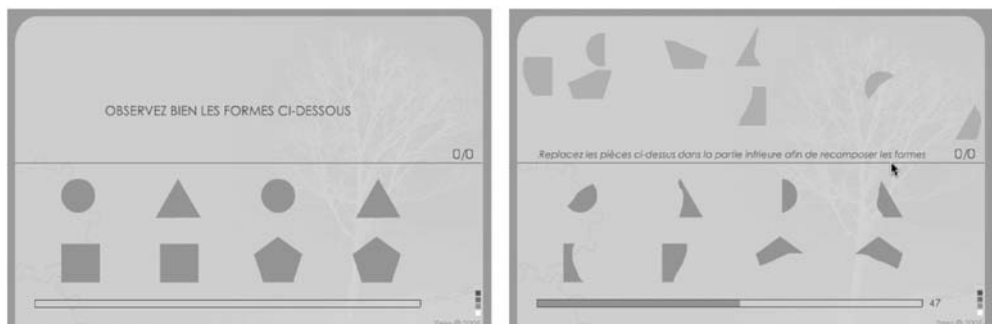 OBSERVEZ BIEN LES FORMES CI-DESSOUS
0/0
Replacez les pièces ci-dessus dans la partie infrieure afin de recomposer les formes
0/0
47